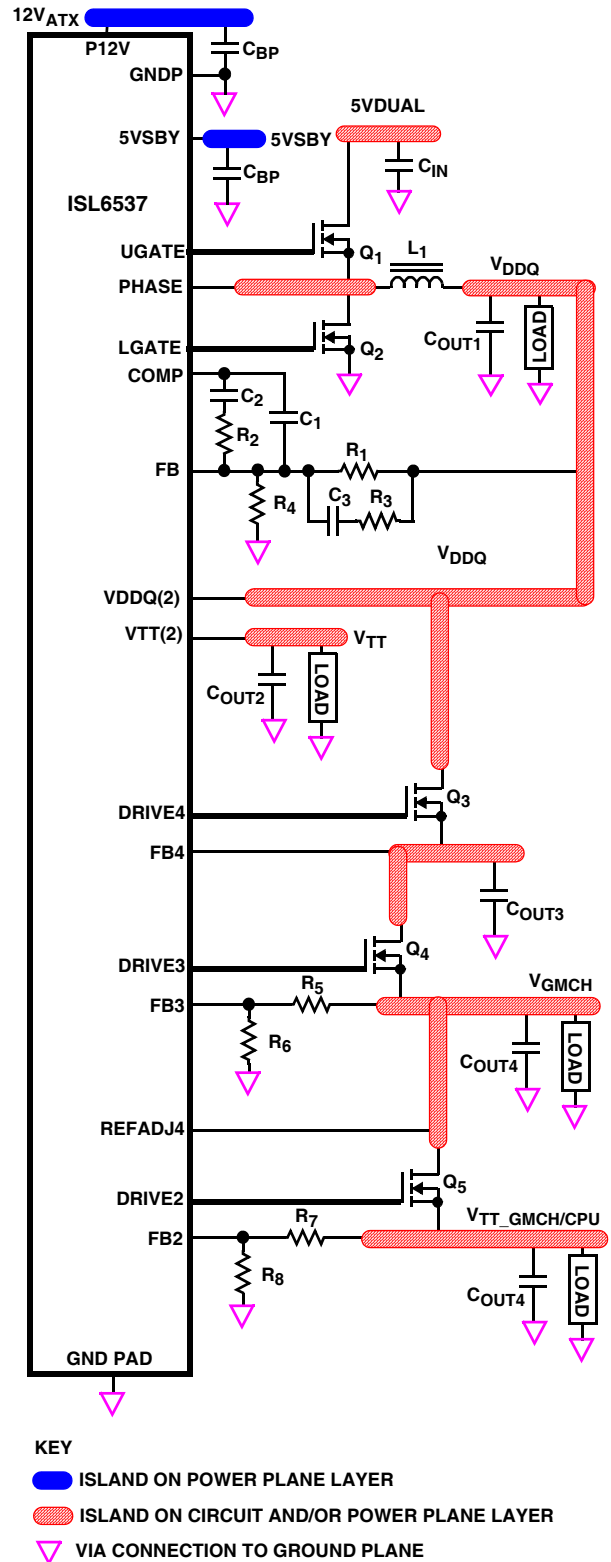 12VATX
P12V
CBP
GNDP
5VDUAL
5VSBY
5VSBY
CIN
CBP
ISL6537
UGATE
Q1
L1
VDDQ
PHASE
LGATE
Q2
COUT1
LOAD
COMP
C2
C1
R2
R1
FB
C3
R3
R4
VDDQ
VDDQ(2)
VTT(2)
VTT
COUT2
LOAD
Q3
DRIVE4
FB4
COUT3
Q4
DRIVE3
R5
VGMCH
FB3
R6
COUT4
LOAD
REFADJ4
Q5
DRIVE2
R7
VTT_GMCH/CPU
FB2
R8
COUT4
LOAD
GND PAD
KEY
ISLAND ON POWER PLANE LAYER
ISLAND ON CIRCUIT AND/OR POWER PLANE LAYER
VIA CONNECTION TO GROUND PLANE